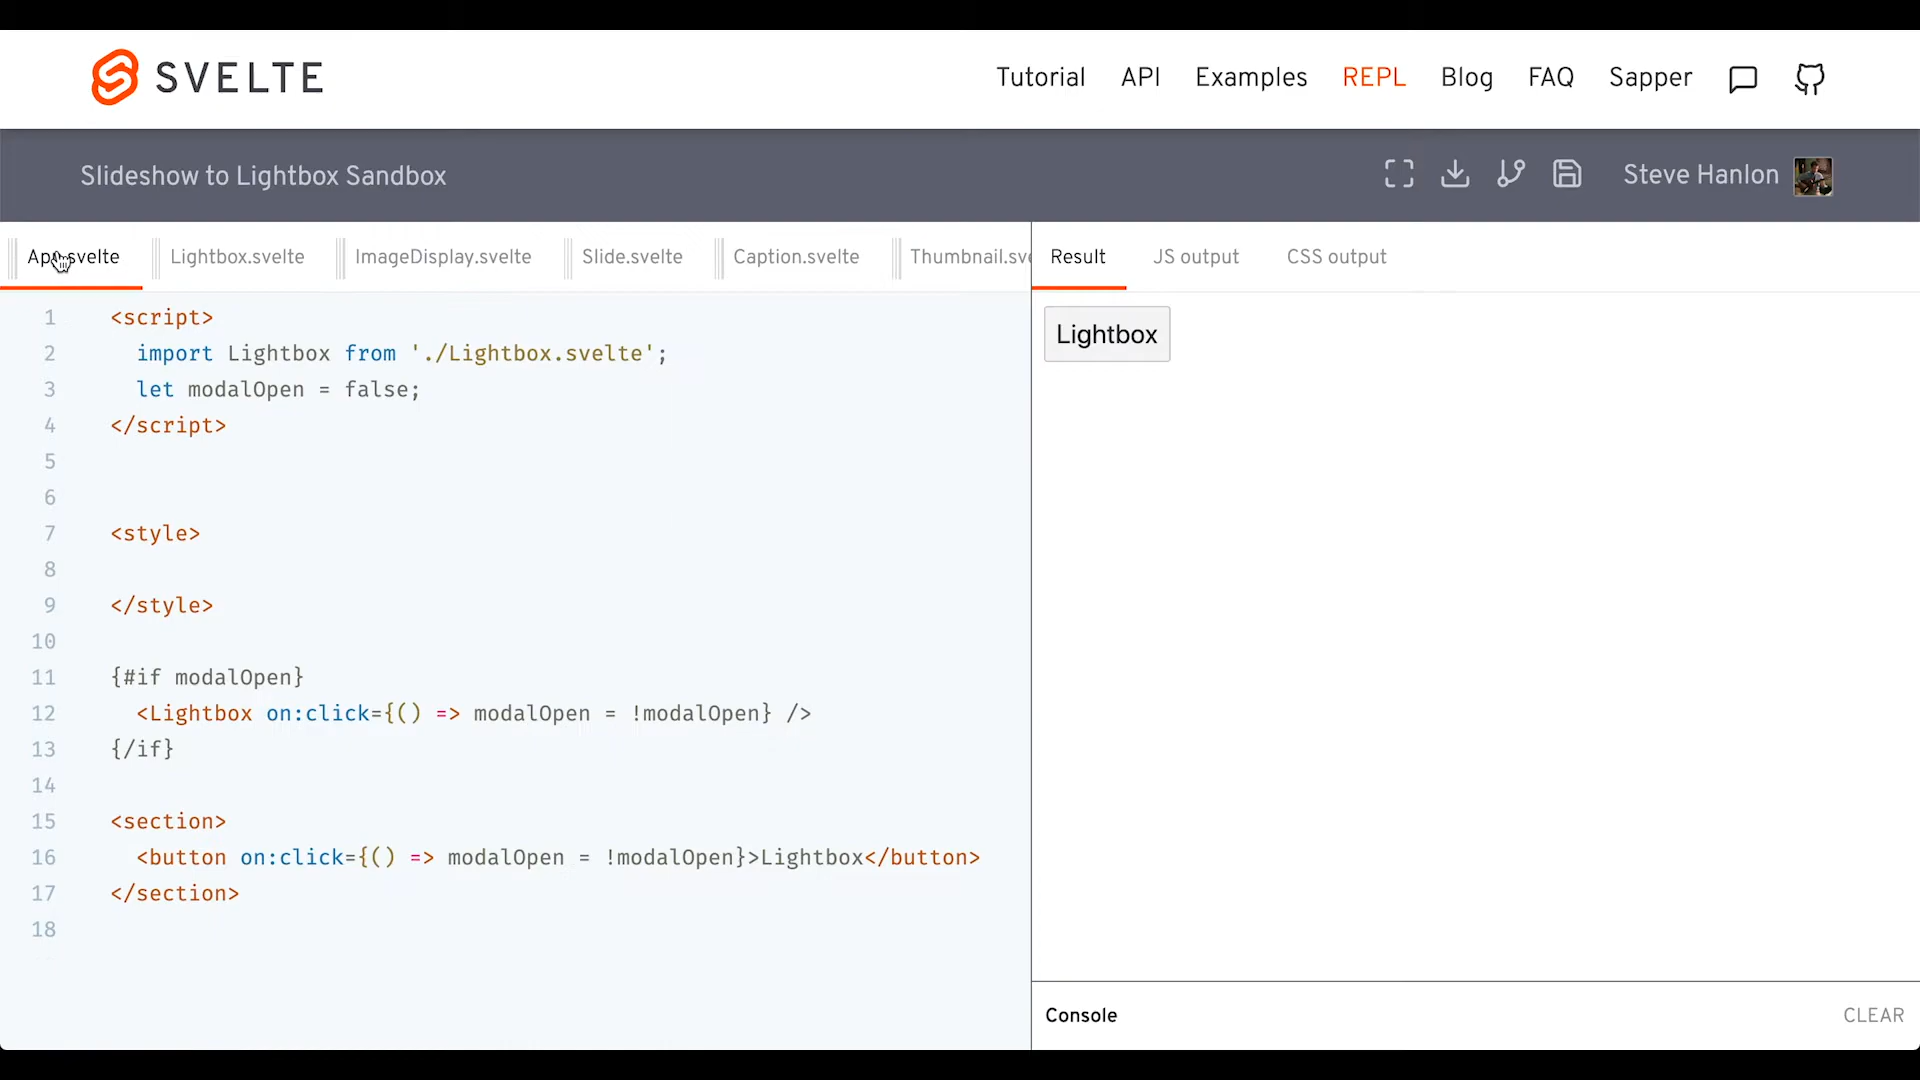 SVELTE
Tutorial API Examples REPL Blog FAQ Sapper
Slideshow to Lightbox Sandbox
Steve Hanlon
App.svelte Lightbox.svelte ImageDisplay.svelte Slide.svelte Caption.svelte Thumbnail.sve
Result JS output CSS output
1 <script>
2 import Lightbox from './Lightbox.svelte';
3 let modalOpen = false;
4 </script>
5
6
7 <style>
8
9 </style>
10
11 {#if modalOpen}
12 <Lightbox on:click={() => modalOpen = !modalOpen} />
13 {/if}
14
15 <section>
16 <button on:click={() => modalOpen = !modalOpen}>Lightbox</button>
17 </section>
18
Lightbox
Console
CLEAR